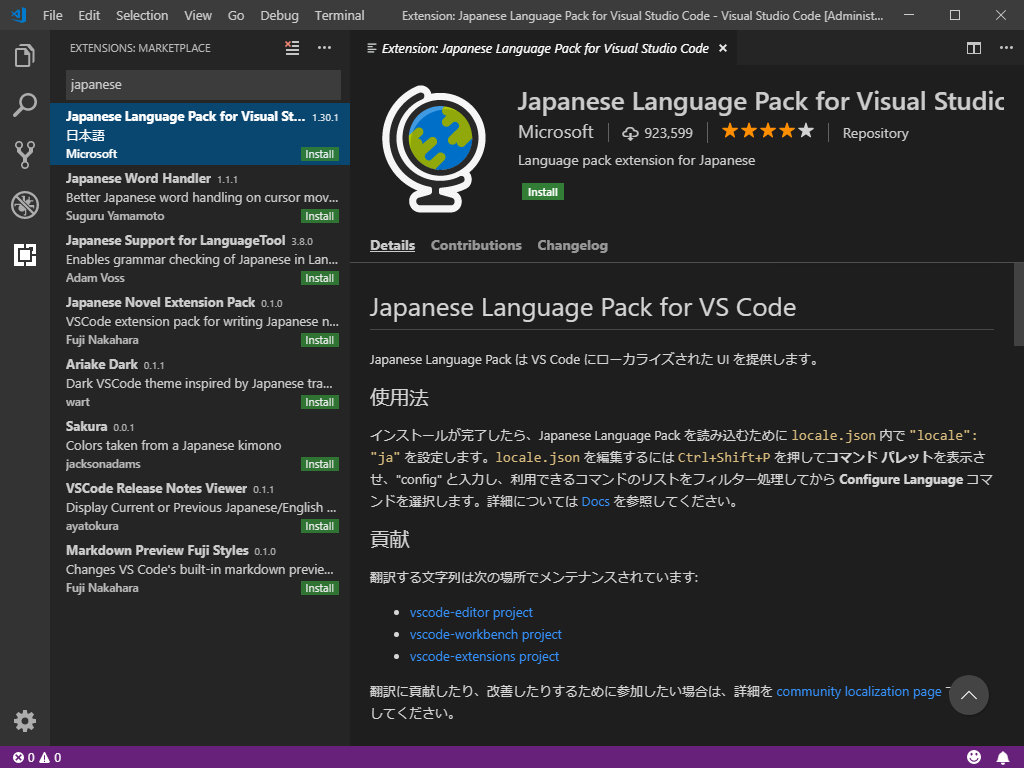 File Edit Selection View Go Debug Terminal Extension: Japanese Language Pack for Visual Studio Code - Visual Studio Code [Administ...
EXTENSIONS: MARKETPLACE
japanese
Japanese Language Pack for Visual St... 1.30.1
日本語
Microsoft Install
Japanese Word Handler 1.1.1
Better Japanese word handling on cursor mov...
Suguru Yamamoto Install
Japanese Support for LanguageTool 3.8.0
Enables grammar checking of Japanese in Lan...
Adam Voss Install
Japanese Novel Extension Pack 0.1.0
VSCode extension pack for writing Japanese n...
Fuji Nakahara Install
Ariake Dark 0.1.1
Dark VSCode theme inspired by Japanese tra...
wart Install
Sakura 0.0.1
Colors taken from a Japanese kimono
jacksonadams Install
VSCode Release Notes Viewer 0.1.1
Display Current or Previous Japanese/English ...
ayatokura Install
Markdown Preview Fuji Styles 0.1.0
Changes VS Code's built-in markdown previe...
Fuji Nakahara Install
Extension: Japanese Language Pack for Visual Studio Code
Japanese Language Pack for Visual Studio
Microsoft 923,599 Repository
Language pack extension for Japanese
Install
Details Contributions Changelog
Japanese Language Pack for VS Code
Japanese Language Pack は VS Code にローカライズされた UI を提供します。
使用法
インストールが完了したら、Japanese Language Pack を読み込むために locale.json 内で "locale":
"ja" を設定します。locale.json を編集するには Ctrl+Shift+P を押してコマンド パレットを表示さ
せ、"config" と入力し、利用できるコマンドのリストをフィルター処理してから Configure Language コマ
ンドを選択します。詳細については Docs を参照してください。
貢献
翻訳する文字列は次の場所でメンテナンスされています:
vscode-editor project
vscode-workbench project
vscode-extensions project
翻訳に貢献したり、改善したりするために参加したい場合は、詳細を community localization page
してください。
0 0